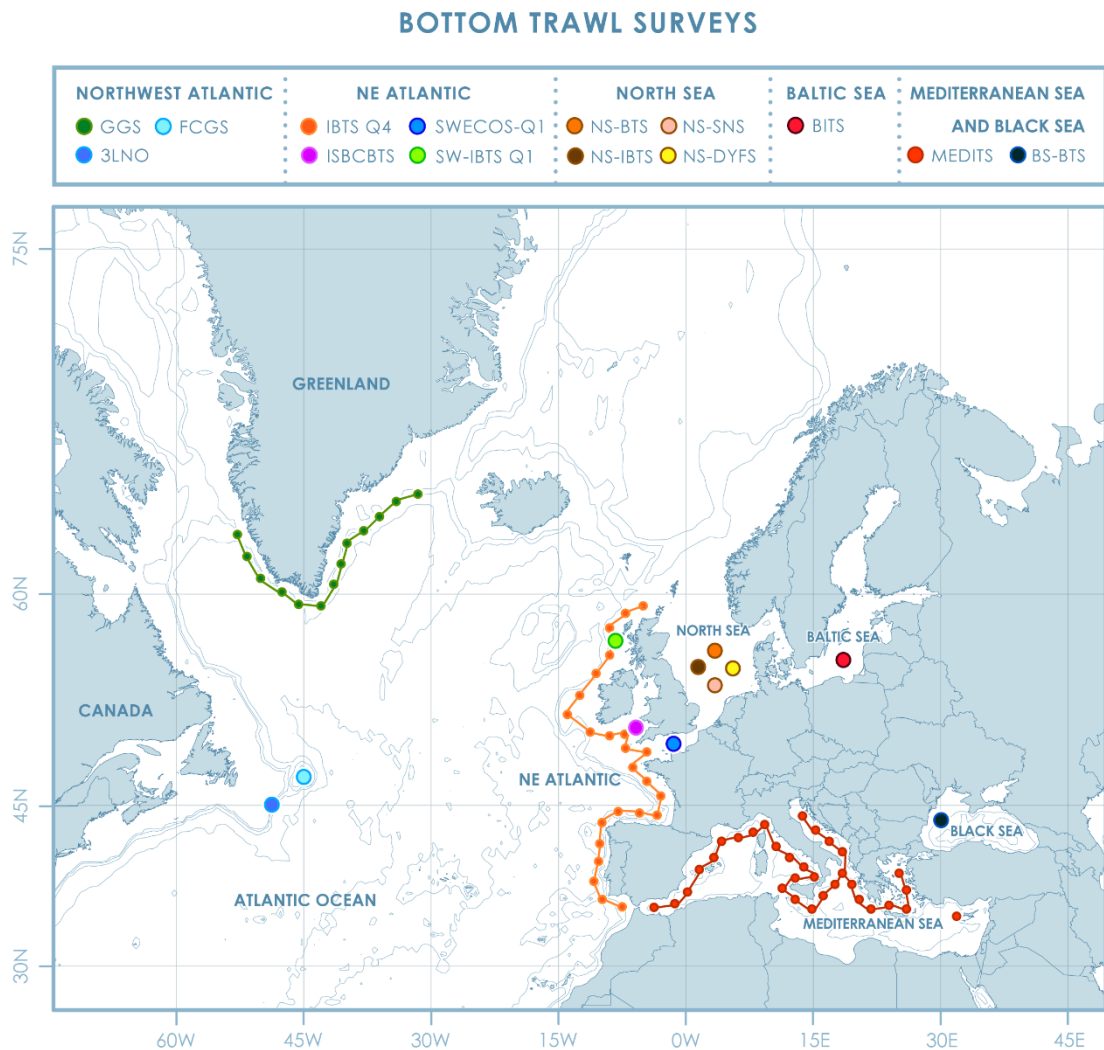 BOTTOM TRAWL SURVEYS
NORTHWEST ATLANTIC
GGS
FCGS
3LNO
NE ATLANTIC
IBTS Q4
SWECOS-Q1
ISBCBTS
SW-IBTS Q1
NORTH SEA
NS-BTS
NS-SNS
NS-IBTS
NS-DYFS
BALTIC SEA
BITS
MEDITERRANEAN SEA
AND BLACK SEA
MEDITS
BS-BTS
75N
GREENLAND
60N
NORTH SEA
BALTIC SEA
CANADA
NE ATLANTIC
45N
BLACK SEA
ATLANTIC OCEAN
MEDITERRANEAN SEA
30N
60W
45W
30W
15W
0W
15E
30E
45E